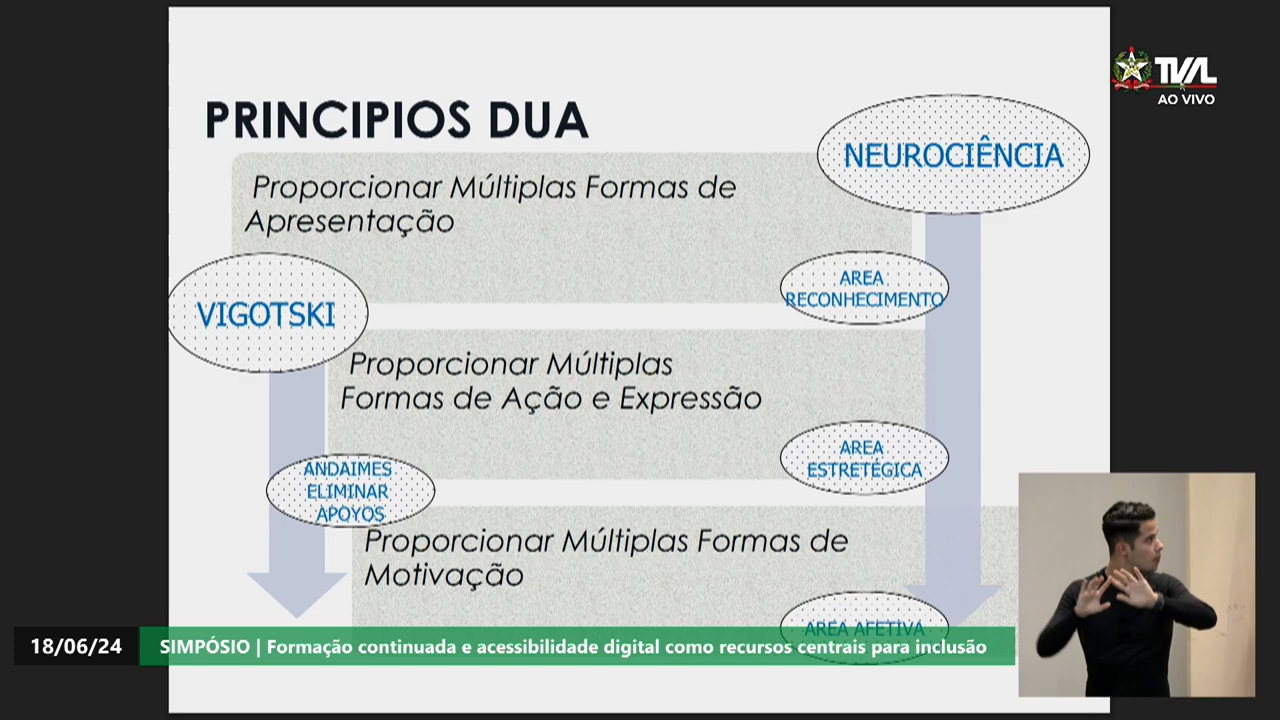 TVAL
AO VIVO
PRINCIPIOS DUA
NEUROCIÊNCIA
Proporcionar Múltiplas Formas de
Apresentação
AREA
RECONHECIMENTO
VIGOTSKI
Proporcionar Múltiplas
Formas de Ação e Expressão
AREA
ESTRETÉGICA
ANDAIMES
ELIMINAR
APOYOS
Proporcionar Múltiplas Formas de
Motivação
AREA AFETIVA
18/06/24
SIMPÓSIO | Formação continuada e acessibilidade digital como recursos centrais para inclusão